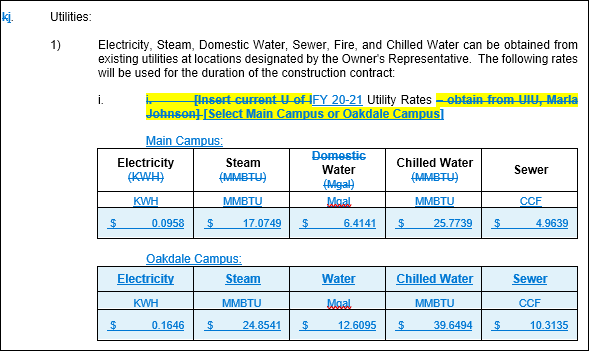 kj. Utilities:
1) Electricity, Steam, Domestic Water, Sewer, Fire, and Chilled Water can be obtained from
existing utilities at locations designated by the Owner's Representative. The following rates
will be used for the duration of the construction contract:
i. i. [Insert current U of IFY 20-21 Utility Rates – obtain from UIU, Marla
Johnson] [Select Main Campus or Oakdale Campus]
Main Campus:
Electricity (KWH) Steam (MMBTU) Domestic Water (Mgal) Chilled Water (MMBTU) Sewer
KWH MMBTU Mgal MMBTU CCF
$ 0.0958 $ 17.0749 $ 6.4141 $ 25.7739 $ 4.9639
Oakdale Campus:
Electricity Steam Water Chilled Water Sewer
KWH MMBTU Mgal MMBTU CCF
$ 0.1646 $ 24.8541 $ 12.6095 $ 39.6494 $ 10.3135